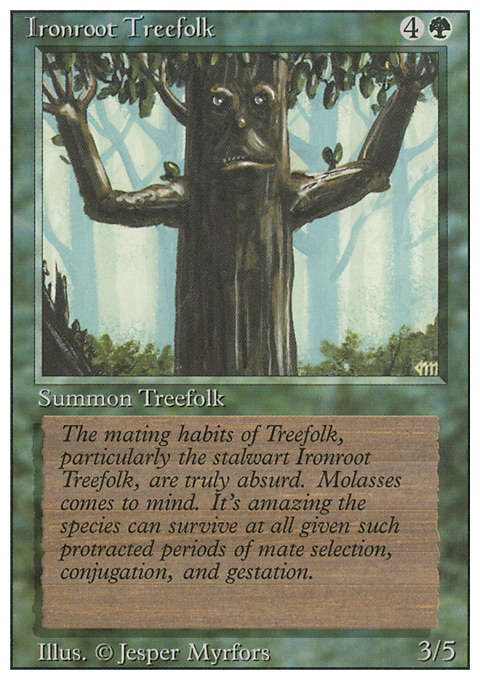 Ironroot Treefolk 4
Summon Treefolk
The mating habits of Treefolk,
particularly the stalwart Ironroot
Treefolk, are truly absurd. Molasses
comes to mind. It's amazing the
species can survive at all given such
protracted periods of mate selection,
conjugation, and gestation.
Illus. © Jesper Myrfors 3/5